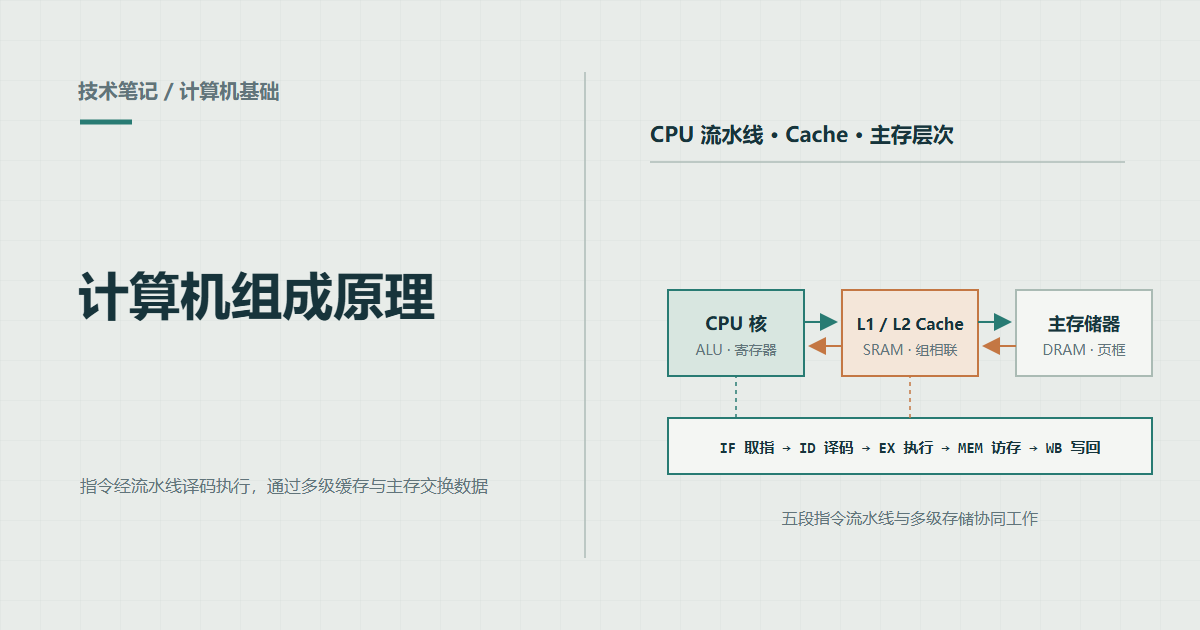 技术笔记 / 计算机基础
计算机组成原理
指令经流水线译码执行，通过多级缓存与主存交换数据
CPU 流水线 • Cache • 主存层次
CPU 核
ALU · 寄存器
L1 / L2 Cache
SRAM · 组相联
主存储器
DRAM · 页框
IF 取指 → ID 译码 → EX 执行 → MEM 访存 → WB 写回
五段指令流水线与多级存储协同工作